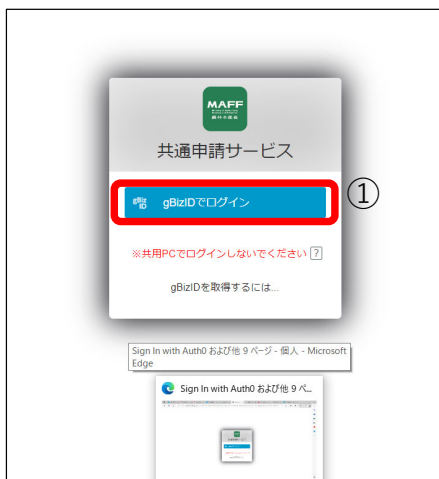 MAFF
農林水産省
共通申請サービス
gBiz ID gBizIDでログイン
①
※共用PCでログインしないでください ?
gBizIDを取得するには...
Sign In with Auth0 および他 9 ページ - 個人 - Microsoft
Edge
Sign In with Auth0 および他 9 ペ...